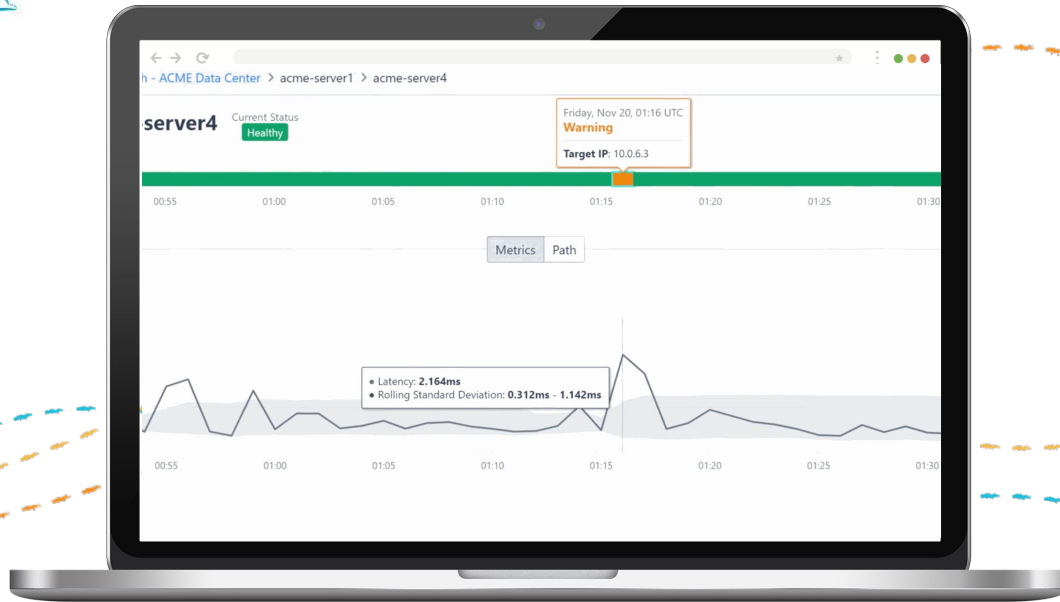 h - ACME Data Center > acme-server1 > acme-server4
server4
Current Status
Healthy
Friday, Nov 20, 01:16 UTC
Warning
Target IP: 10.0.6.3
00:55 01:00 01:05 01:10 01:15 01:20 01:25 01:30
Metrics Path
Latency: 2.164ms
Rolling Standard Deviation: 0.312ms - 1.142ms
00:55 01:00 01:05 01:10 01:15 01:20 01:25 01:30